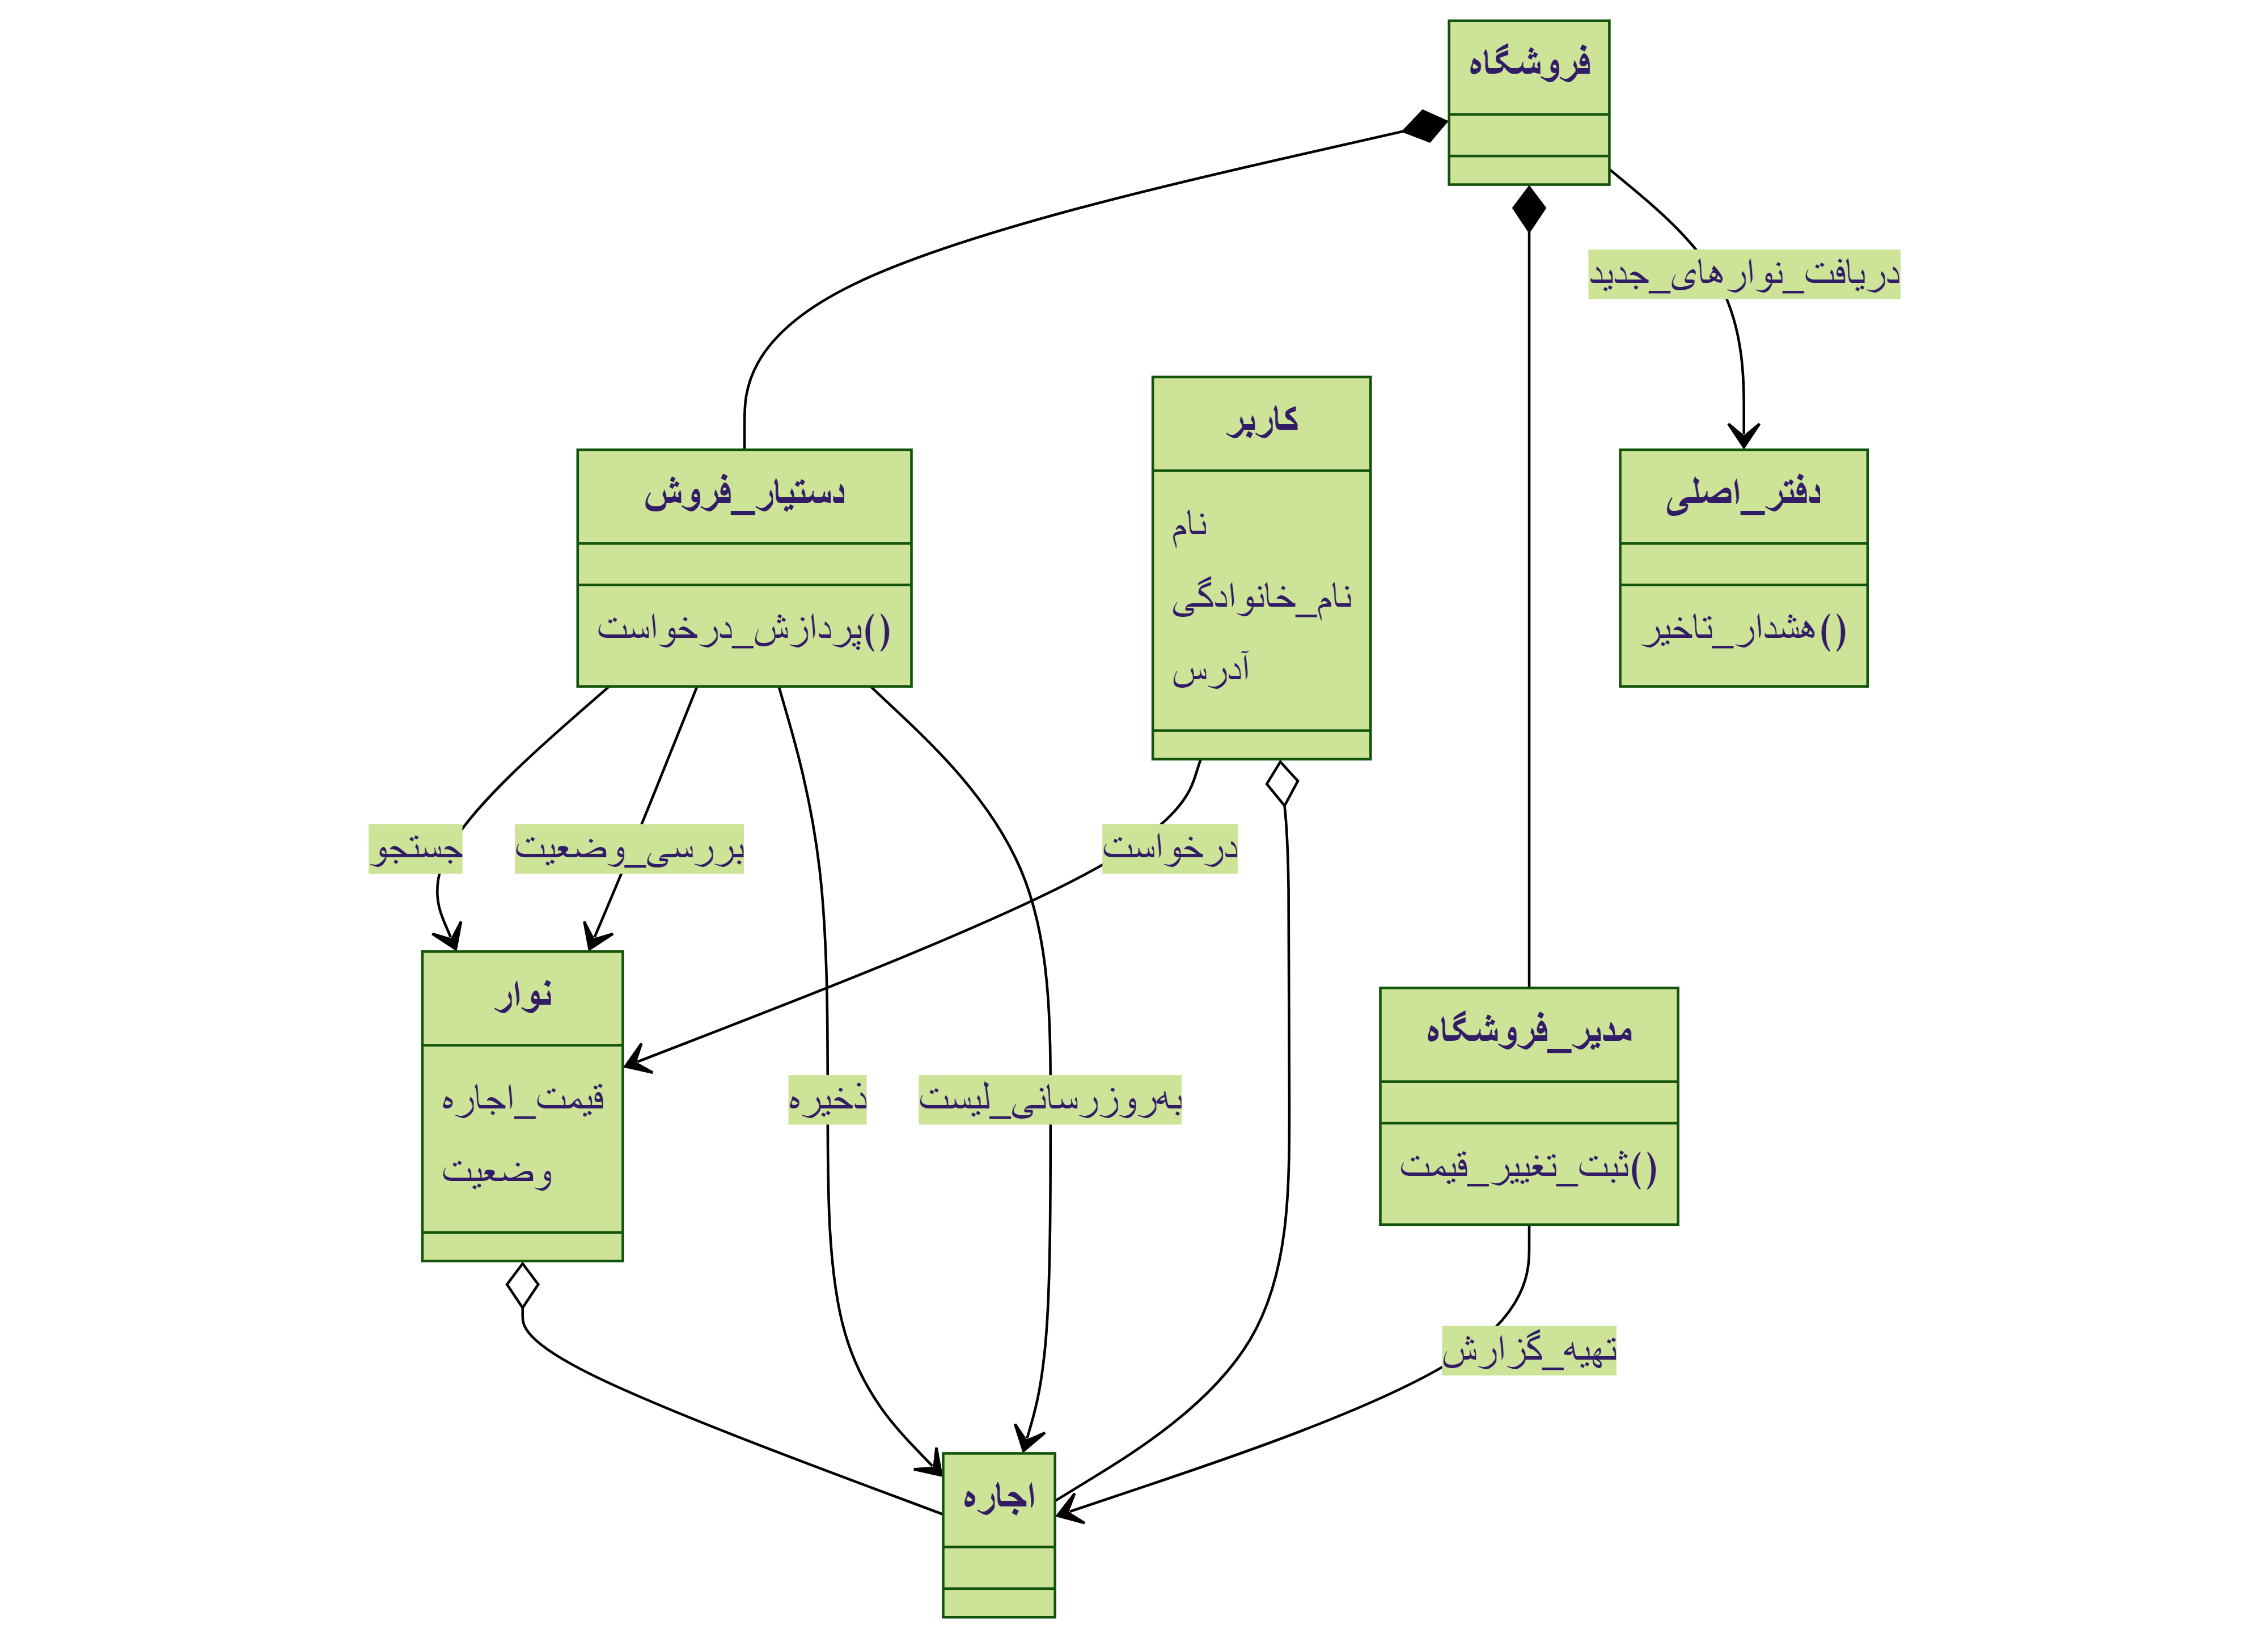 فروشگاه
دریافت_نوارهای_جدید
کاربر
نام
نام_خانوادگی
آدرس
دستیار_فروش
پردازش_درخواست()
دفتر_اصلی
هشدار_تاخیر()
جستجو
بررسی_وضعیت
درخواست
نوار
قیمت_اجاره
وضعیت
مدیر_فروشگاه
ثبت_تغییر_قیمت()
ذخیره
به‌روزرسانی_لیست
تهیه_گزارش
اجاره